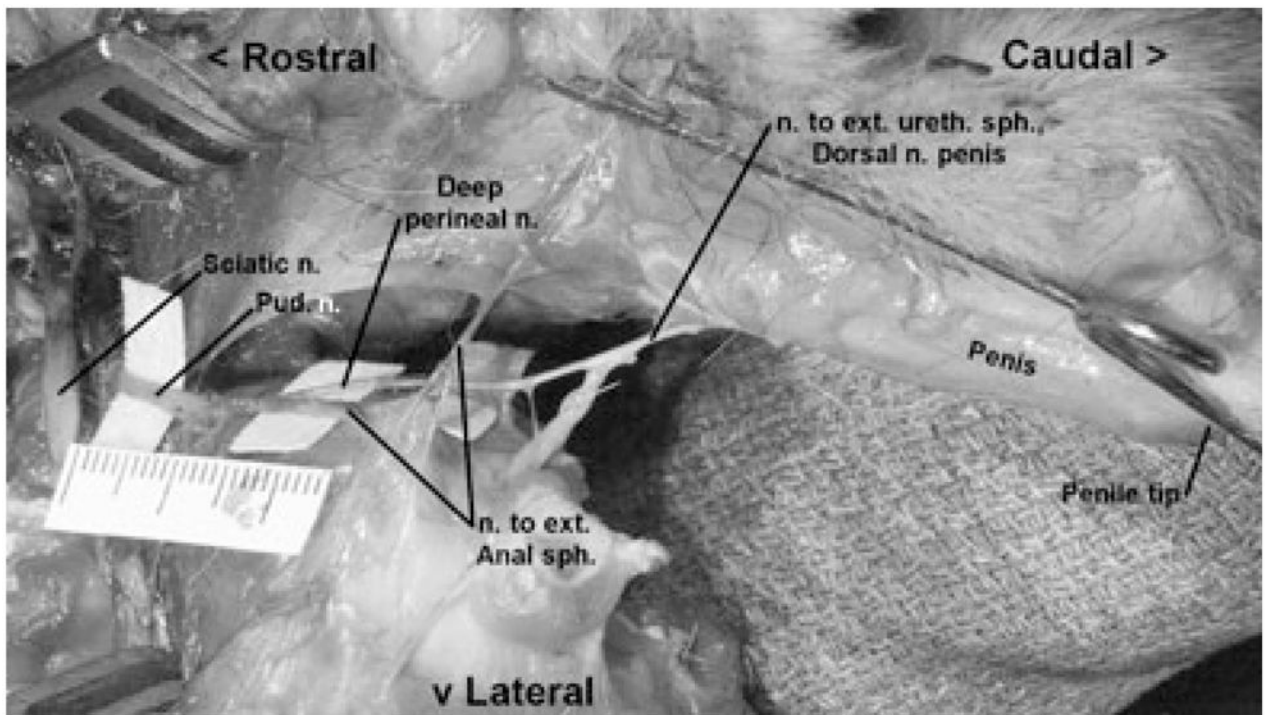 < Rostral
Caudal >
n. to ext. ureth. sph.,
Dorsal n. penis
Deep
perineal n.
Sciatic n.
Pud. n.
Penis
Penile tip
n. to ext.
Anal sph.
v Lateral